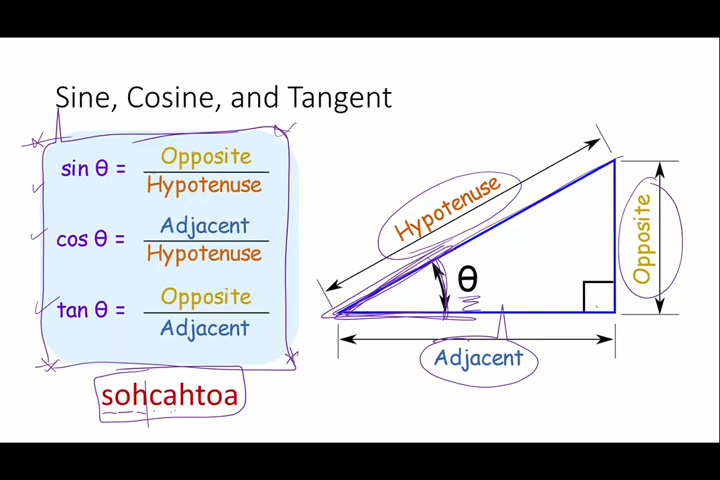 Sine, Cosine, and Tangent
sin θ = Opposite
Hypotenuse
cos θ = Adjacent
Hypotenuse
tan θ = Opposite
Adjacent
sohcahtoa
Hypotenuse
θ
Opposite
Adjacent